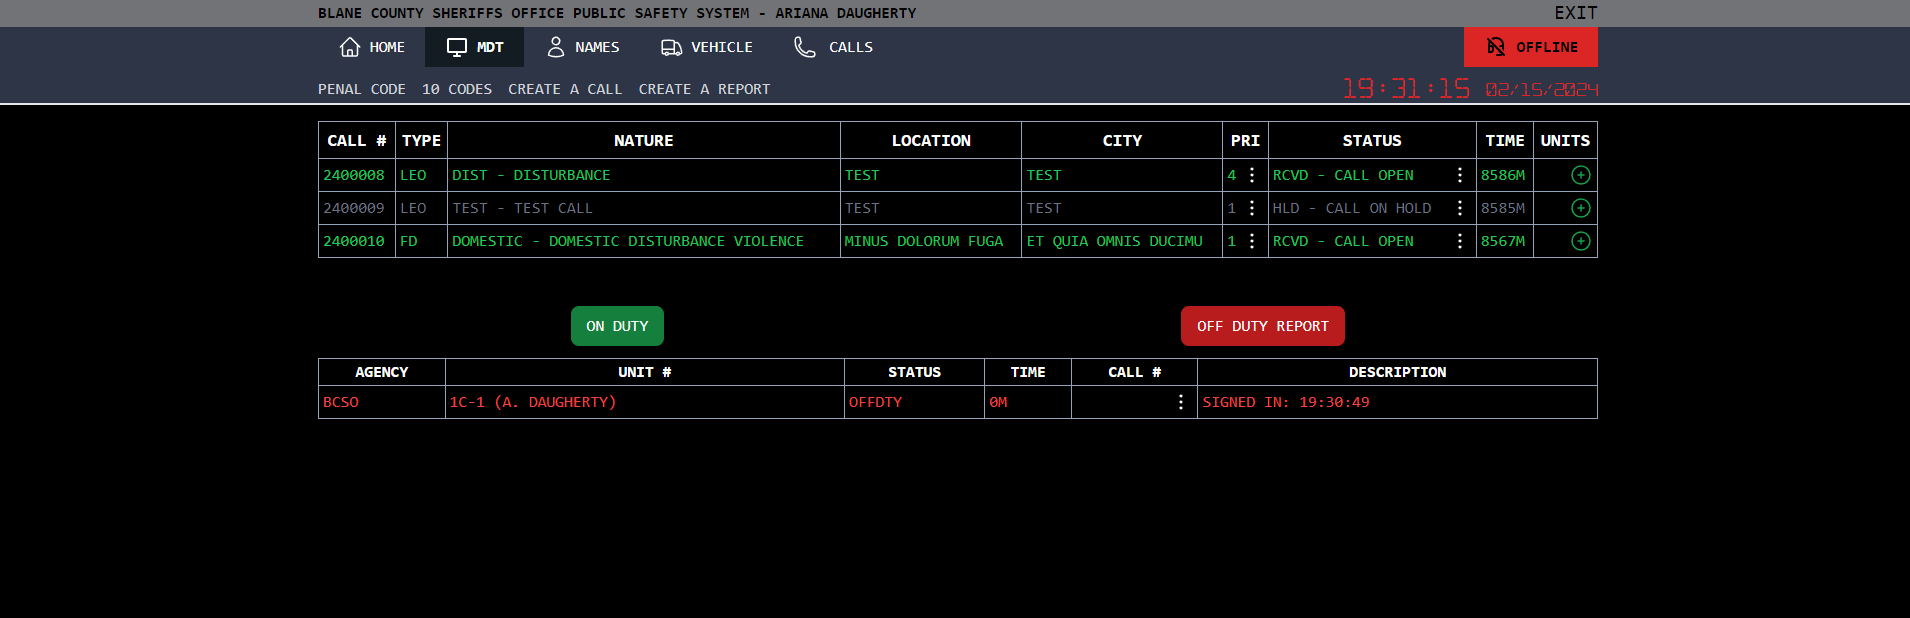 BLANE COUNTY SHERIFFS OFFICE PUBLIC SAFETY SYSTEM - ARIANA DAUGHERTY EXIT
HOME MDT NAMES VEHICLE CALLS OFFLINE
PENAL CODE 10 CODES CREATE A CALL CREATE A REPORT 19:31:15 02/15/2024
CALL # TYPE NATURE LOCATION CITY PRI STATUS TIME UNITS
2400008 LEO DIST - DISTURBANCE TEST TEST 4 RCVD - CALL OPEN 8586M
2400009 LEO TEST - TEST CALL TEST TEST 1 HLD - CALL ON HOLD 8585M
2400010 FD DOMESTIC - DOMESTIC DISTURBANCE VIOLENCE MINUS DOLORUM FUGA ET QUIA OMNIS DUCIMU 1 RCVD - CALL OPEN 8567M
ON DUTY OFF DUTY REPORT
AGENCY UNIT # STATUS TIME CALL # DESCRIPTION
BCSO 1C-1 (A. DAUGHERTY) OFFDTY 0M SIGNED IN: 19:30:49